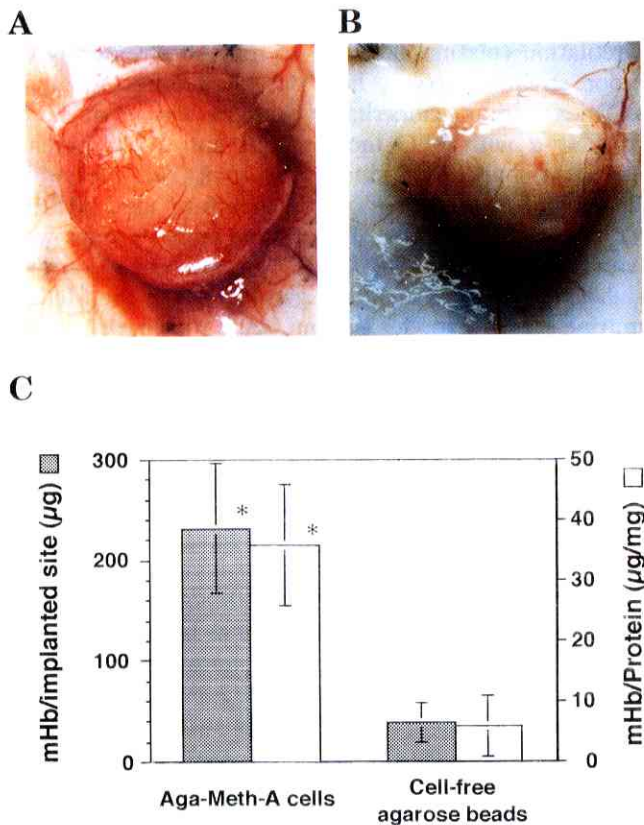 A
B
C
mHb/implanted site (µg)
300
200
100
0
*
*
50
40
30
20
10
0
mHb/Protein (µg/mg)
Aga-Meth-A cells
Cell-free
agarose beads